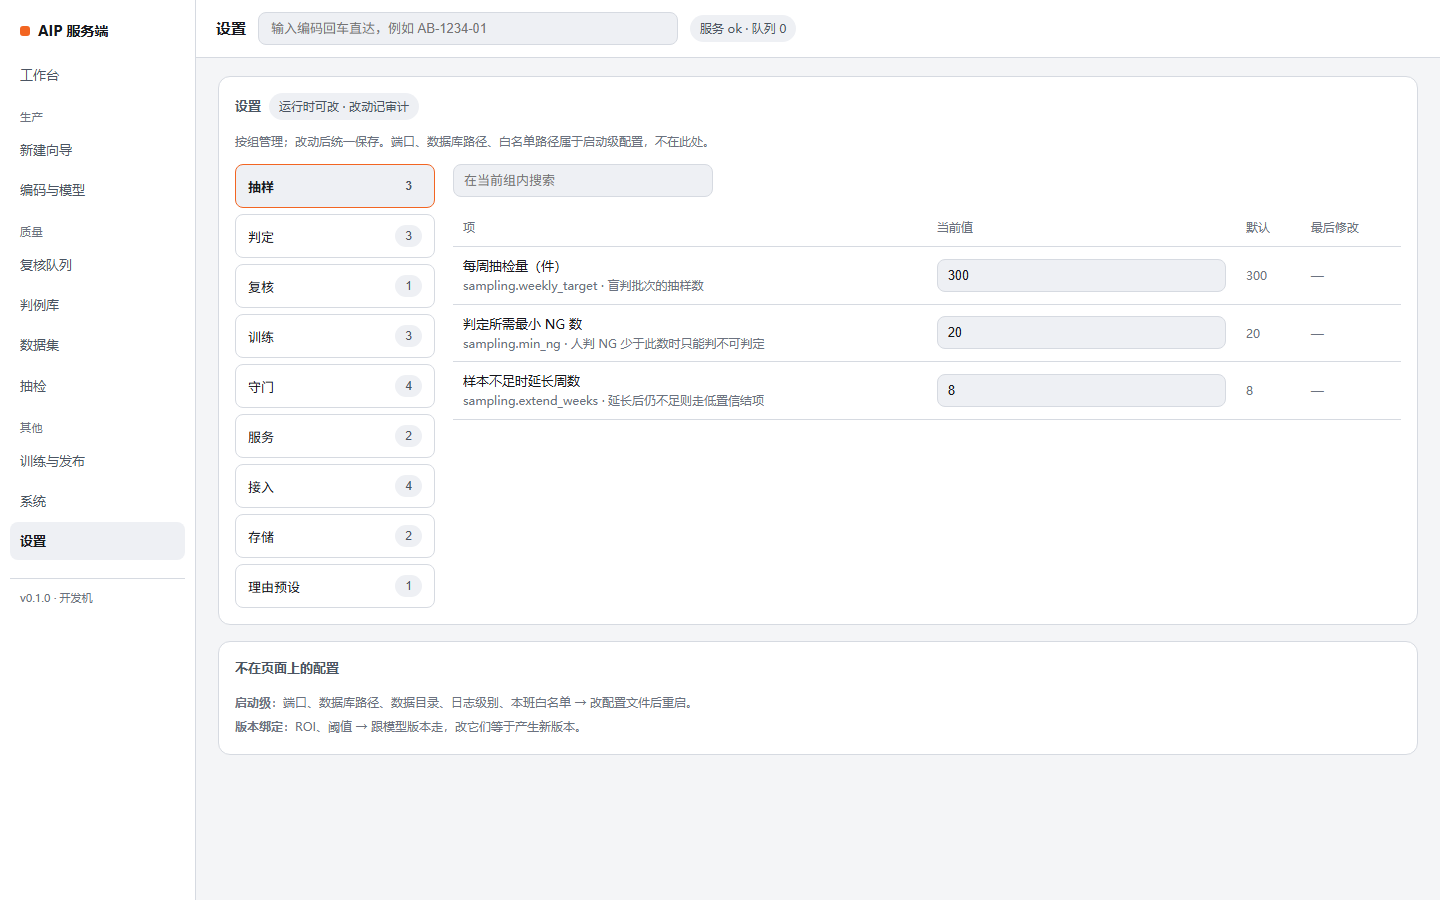 AIP 服务端
工作台
生产
新建向导
编码与模型
质量
复核队列
判例库
数据集
抽检
其他
训练与发布
系统
设置
v0.1.0 · 开发机
设置
输入编码回车直达，例如 AB-1234-01
服务 ok · 队列 0
设置
运行时可改 · 改动记审计
按组管理；改动后统一保存。端口、数据库路径、白名单路径属于启动级配置，不在此处。
抽样 3
判定 3
复核 1
训练 3
守门 4
服务 2
接入 4
存储 2
理由预设 1
在当前组内搜索
项 当前值 默认 最后修改
每周抽检量（件）
sampling.weekly_target · 盲判批次的抽样数
300 300 —
判定所需最小 NG 数
sampling.min_ng · 人判 NG 少于此数时只能判不可判定
20 20 —
样本不足时延长周数
sampling.extend_weeks · 延长后仍不足则走低置信结项
8 8 —
不在页面上的配置
启动级：端口、数据库路径、数据目录、日志级别、本班白名单 → 改配置文件后重启。
版本绑定：ROI、阈值 → 跟模型版本走，改它们等于产生新版本。